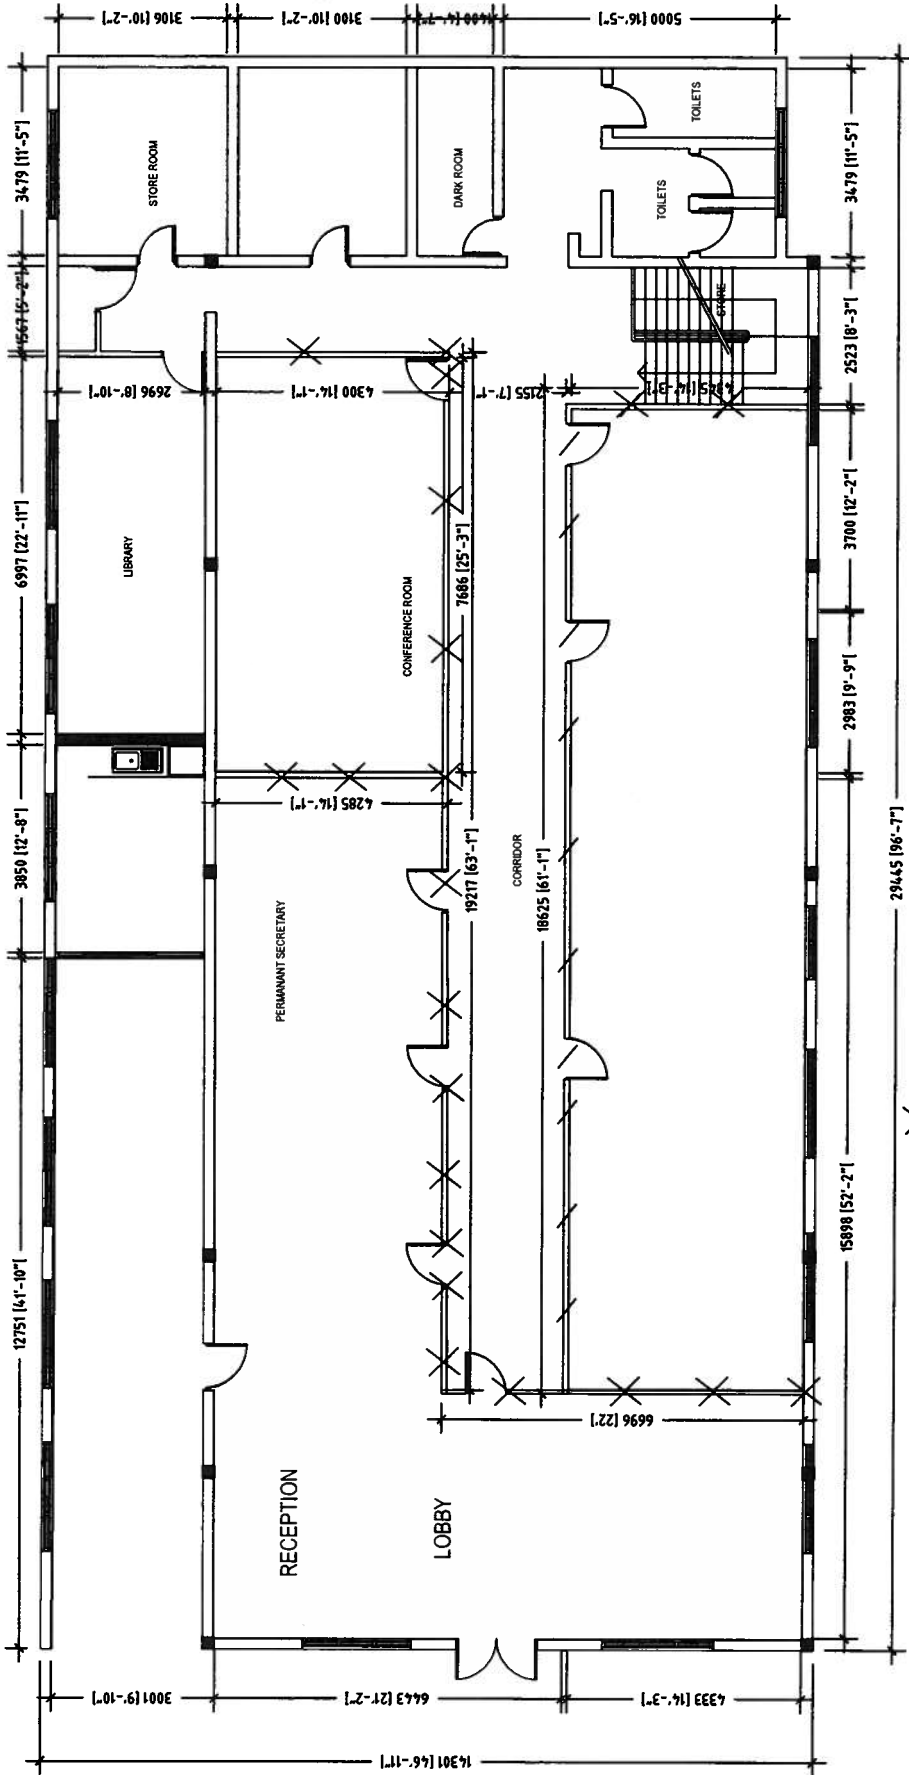 3106 [10'-2"]
3100 [10'-2"]
5000 [16'-5"]
3479 [11'-5"]
STORE ROOM
DARK ROOM
TOILETS
TOILETS
3479 [11'-5"]
1567 [5'-2"]
STORE
2523 [8'-3"]
2696 [8'-10"]
4300 [14'-1"]
2155 [7'-1"]
6997 [22'-11"]
LIBRARY
CONFERENCE ROOM
7686 [25'-3"]
3700 [12'-2"]
2983 [9'-9"]
3850 [12'-8"]
4285 [14'-1"]
19217 [63'-1"]
18625 [61'-1"]
CORRIDOR
29445 [96'-7"]
PERMANANT SECRETARY
12751 [41'-10"]
15898 [52'-2"]
6696 [22']
RECEPTION
LOBBY
3001 [9'-10"]
6443 [21'-2"]
4333 [14'-3"]
14301 [46'-11"]